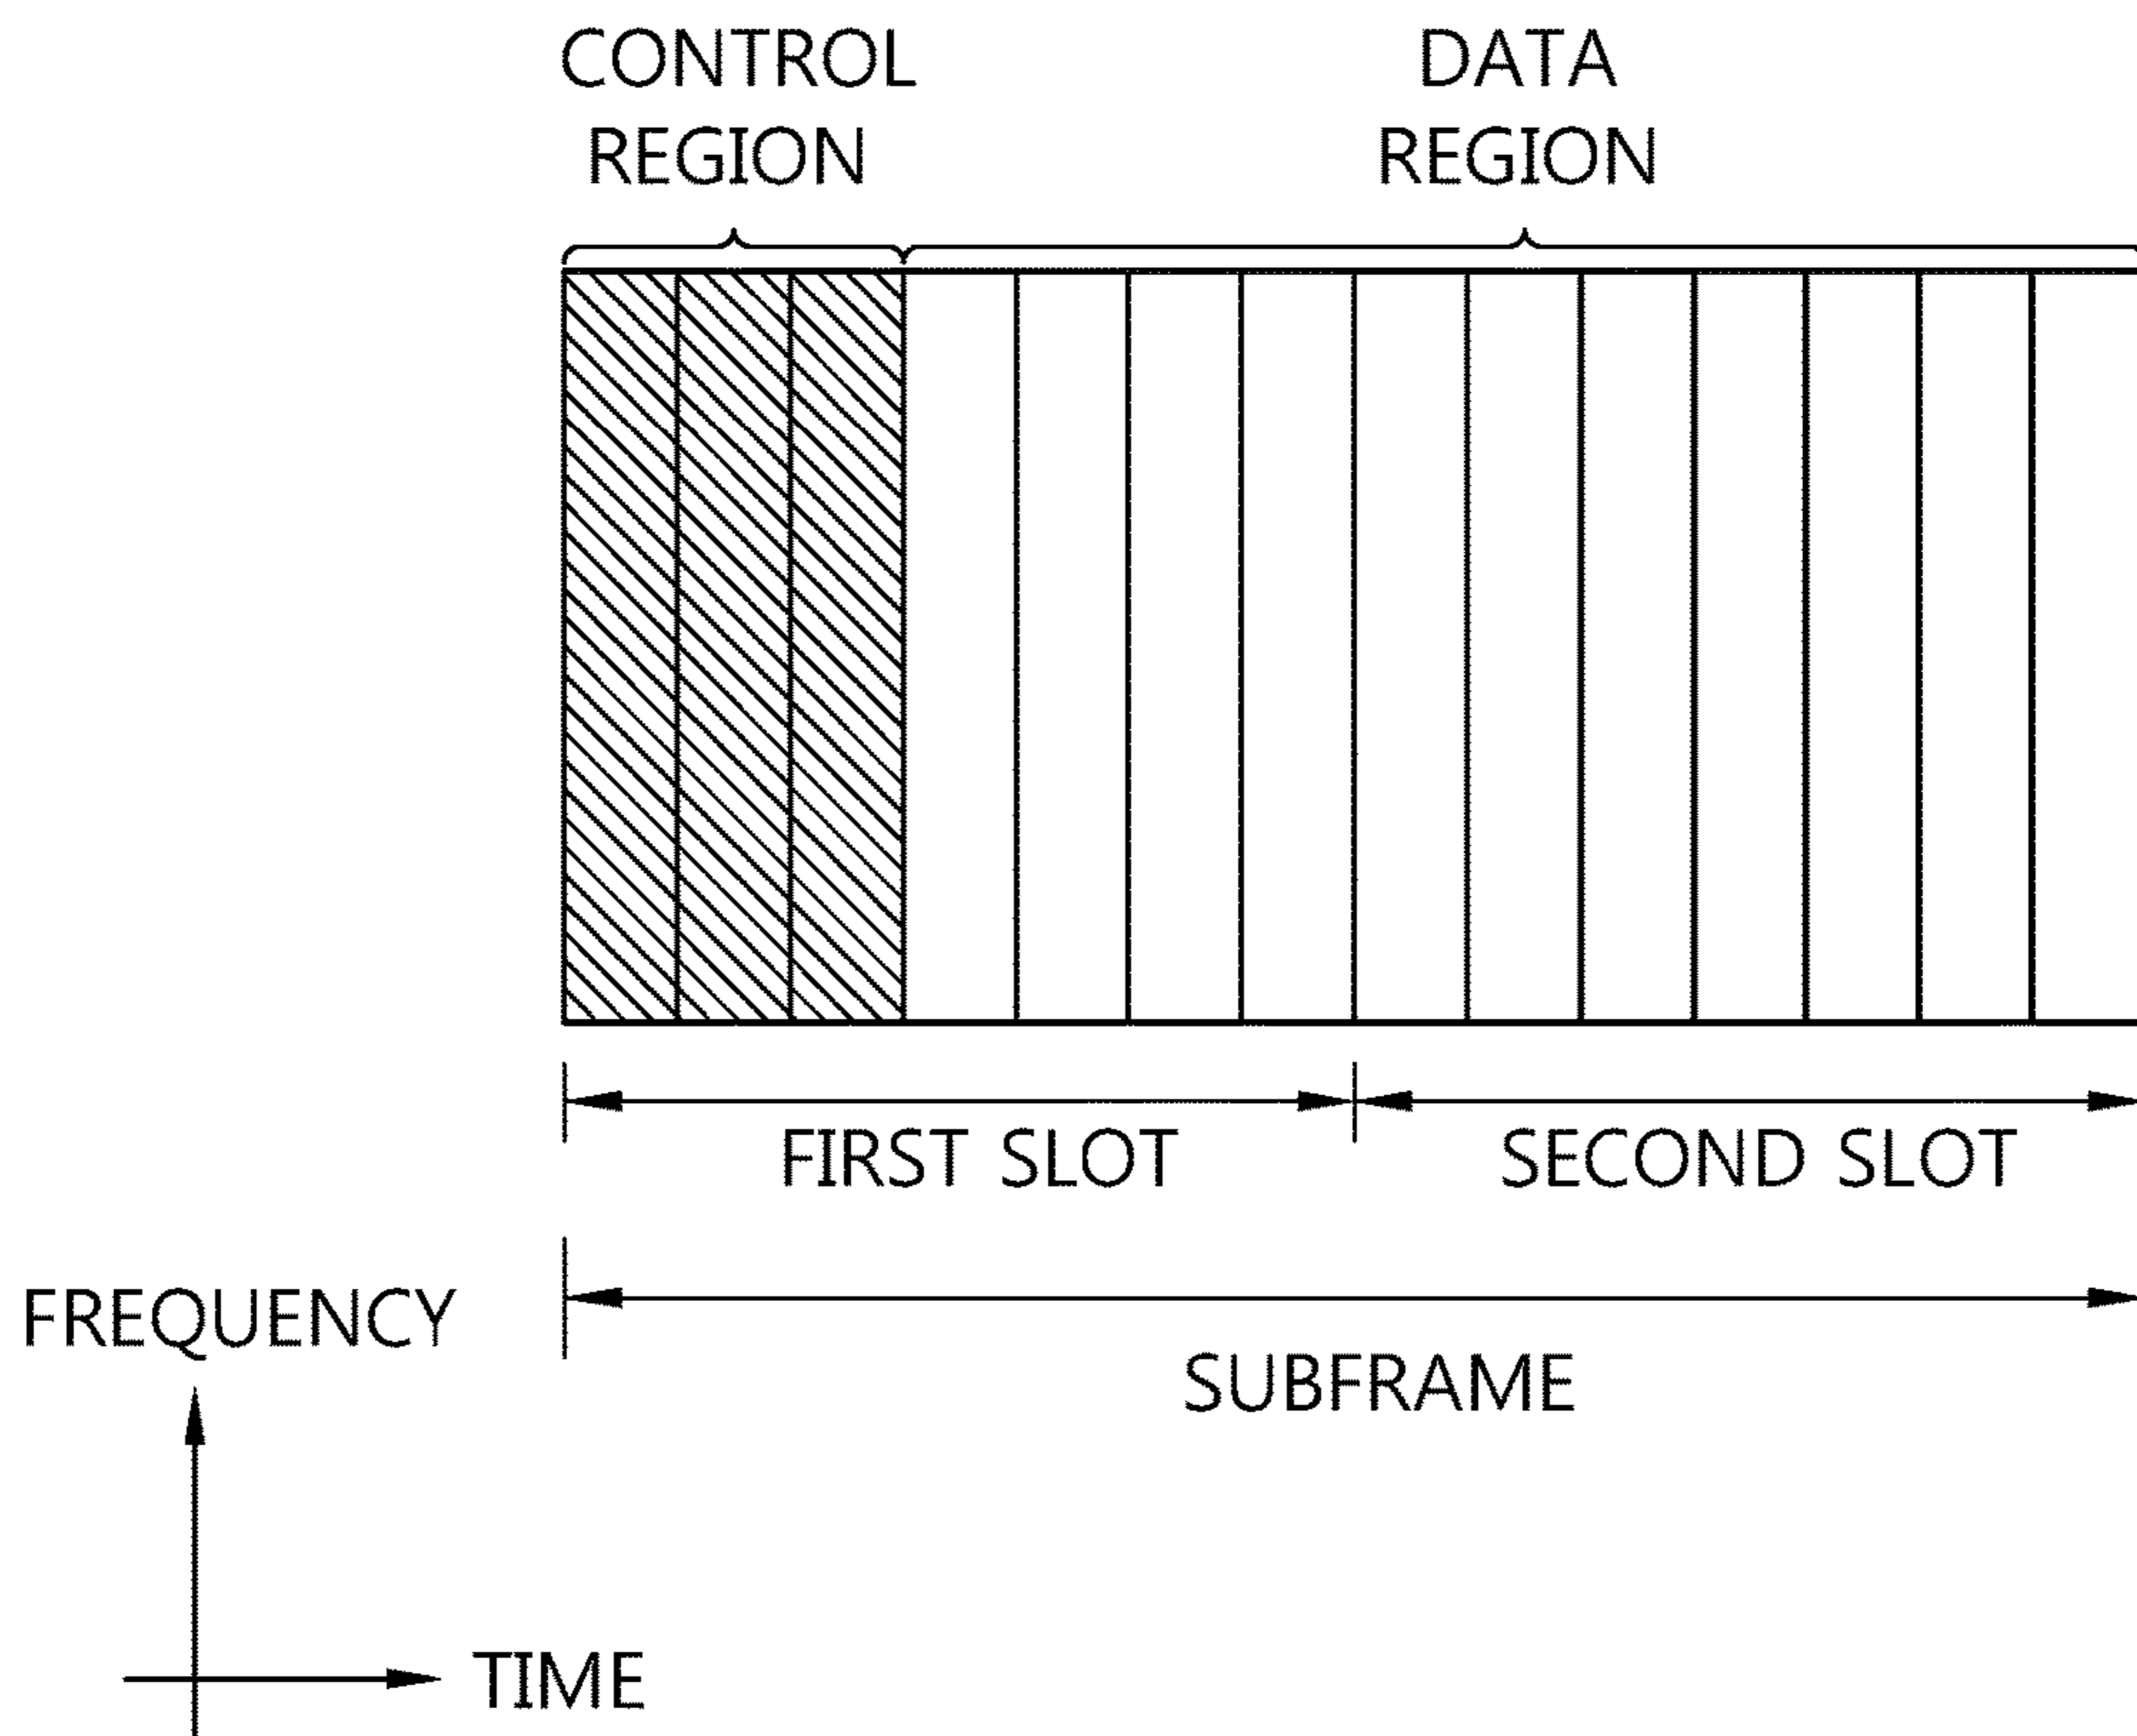 CONTROL
REGION
DATA
REGION
FIRST SLOT
SECOND SLOT
SUBFRAME
FREQUENCY
TIME